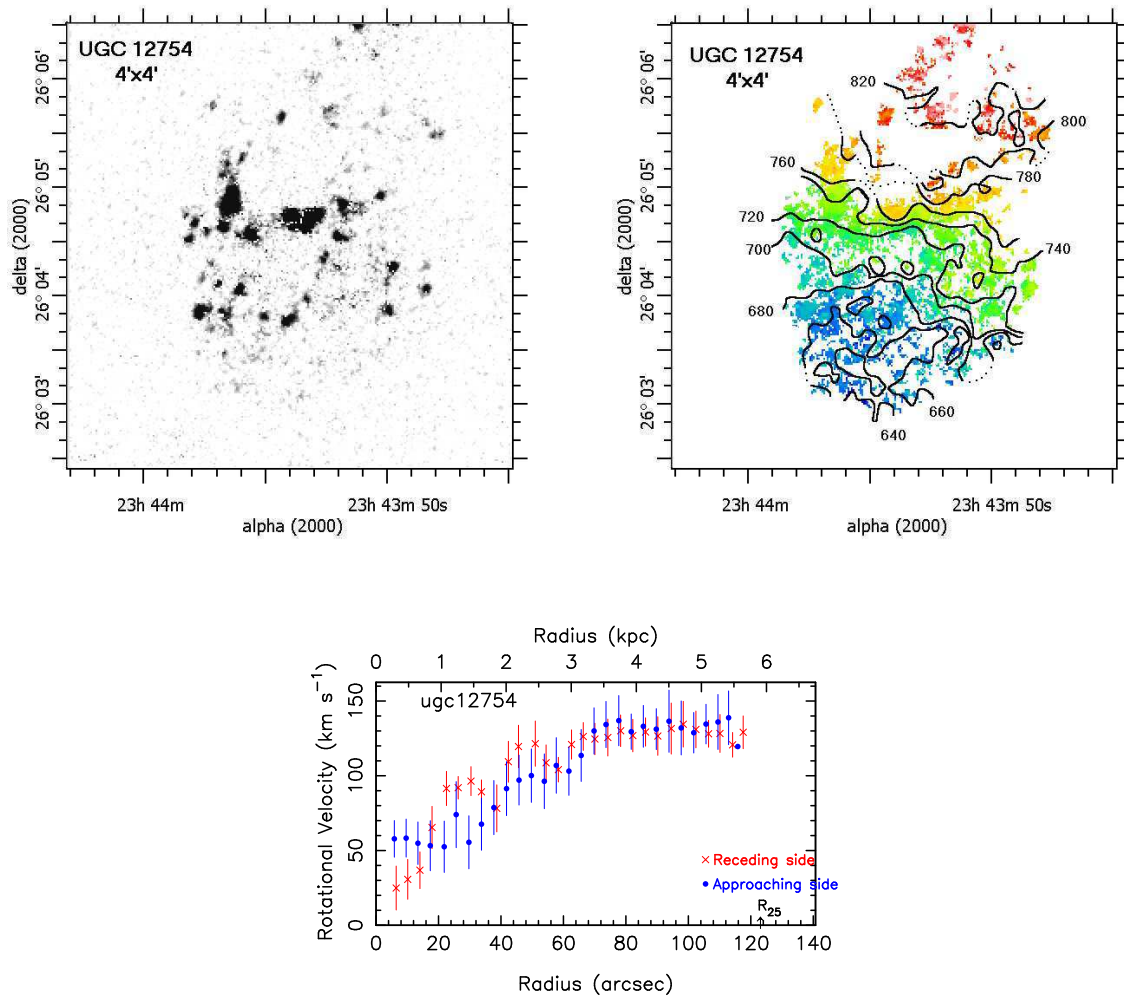 UGC 12754
4'x4'
26° 06'
26° 05'
26° 04'
26° 03'
delta (2000)
23h 44m
23h 43m 50s
alpha (2000)
UGC 12754
4'x4'
820
800
760
780
720
700
740
680
660
640
26° 06'
26° 05'
26° 04'
26° 03'
delta (2000)
23h 44m
23h 43m 50s
alpha (2000)
Radius (kpc)
0 1 2 3 4 5 6
ugc12754
150
100
50
0
Rotational Velocity (km s⁻¹)
× Receding side
• Approaching side
R₂₅
0 20 40 60 80 100 120 140
Radius (arcsec)